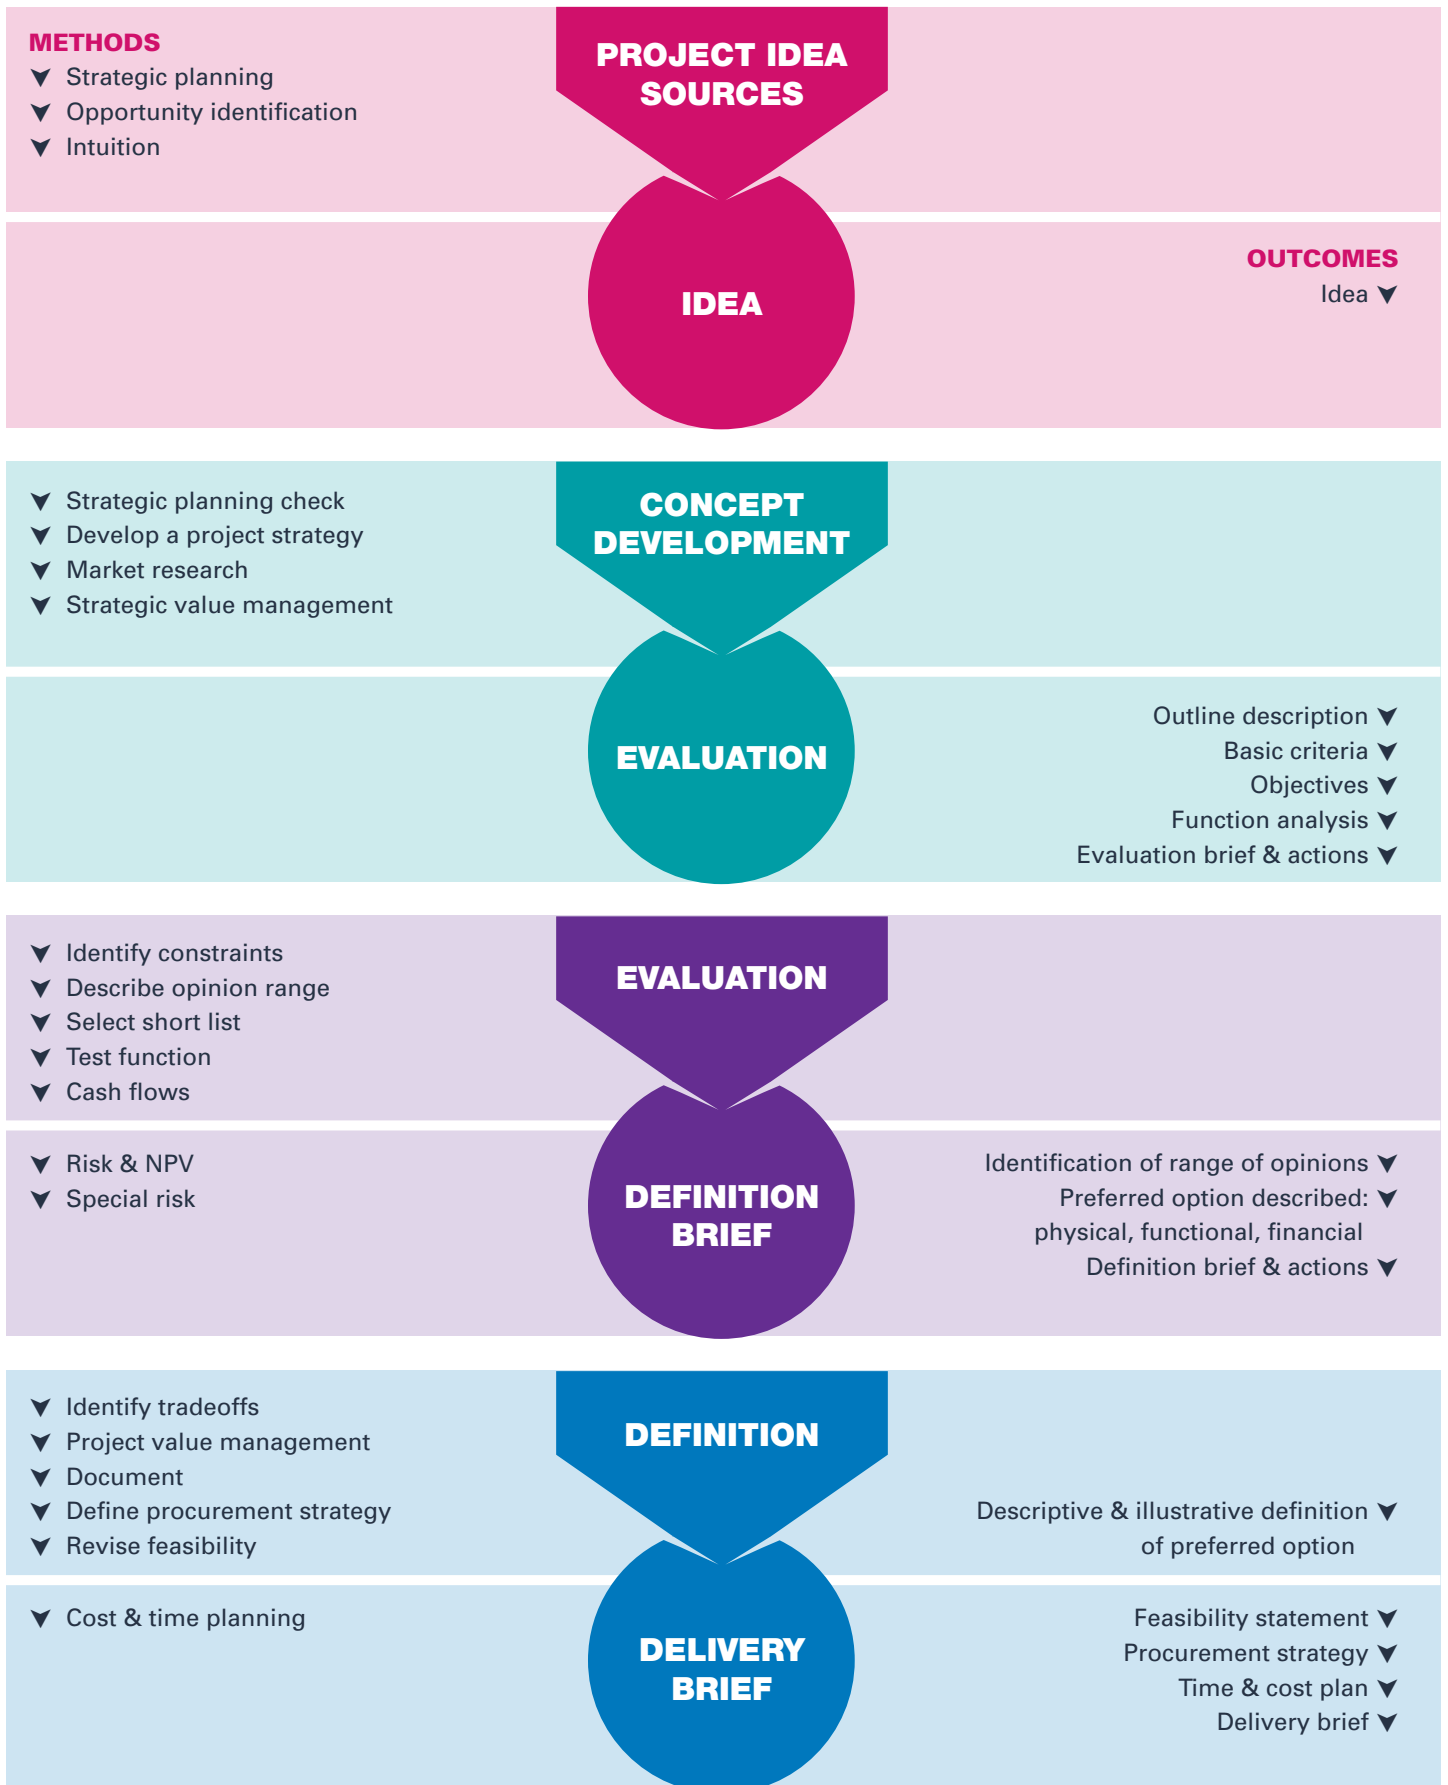 METHODS
Strategic planning
Opportunity identification
Intuition
PROJECT IDEA
SOURCES
IDEA
OUTCOMES
Idea
Strategic planning check
Develop a project strategy
Market research
Strategic value management
CONCEPT
DEVELOPMENT
EVALUATION
Outline description
Basic criteria
Objectives
Function analysis
Evaluation brief & actions
Identify constraints
Describe opinion range
Select short list
Test function
Cash flows
EVALUATION
Risk & NPV
Special risk
DEFINITION
BRIEF
Identification of range of opinions
Preferred option described:
physical, functional, financial
Definition brief & actions
Identify tradeoffs
Project value management
Document
Define procurement strategy
Revise feasibility
DEFINITION
Descriptive & illustrative definition
of preferred option
Cost & time planning
DELIVERY
BRIEF
Feasibility statement
Procurement strategy
Time & cost plan
Delivery brief